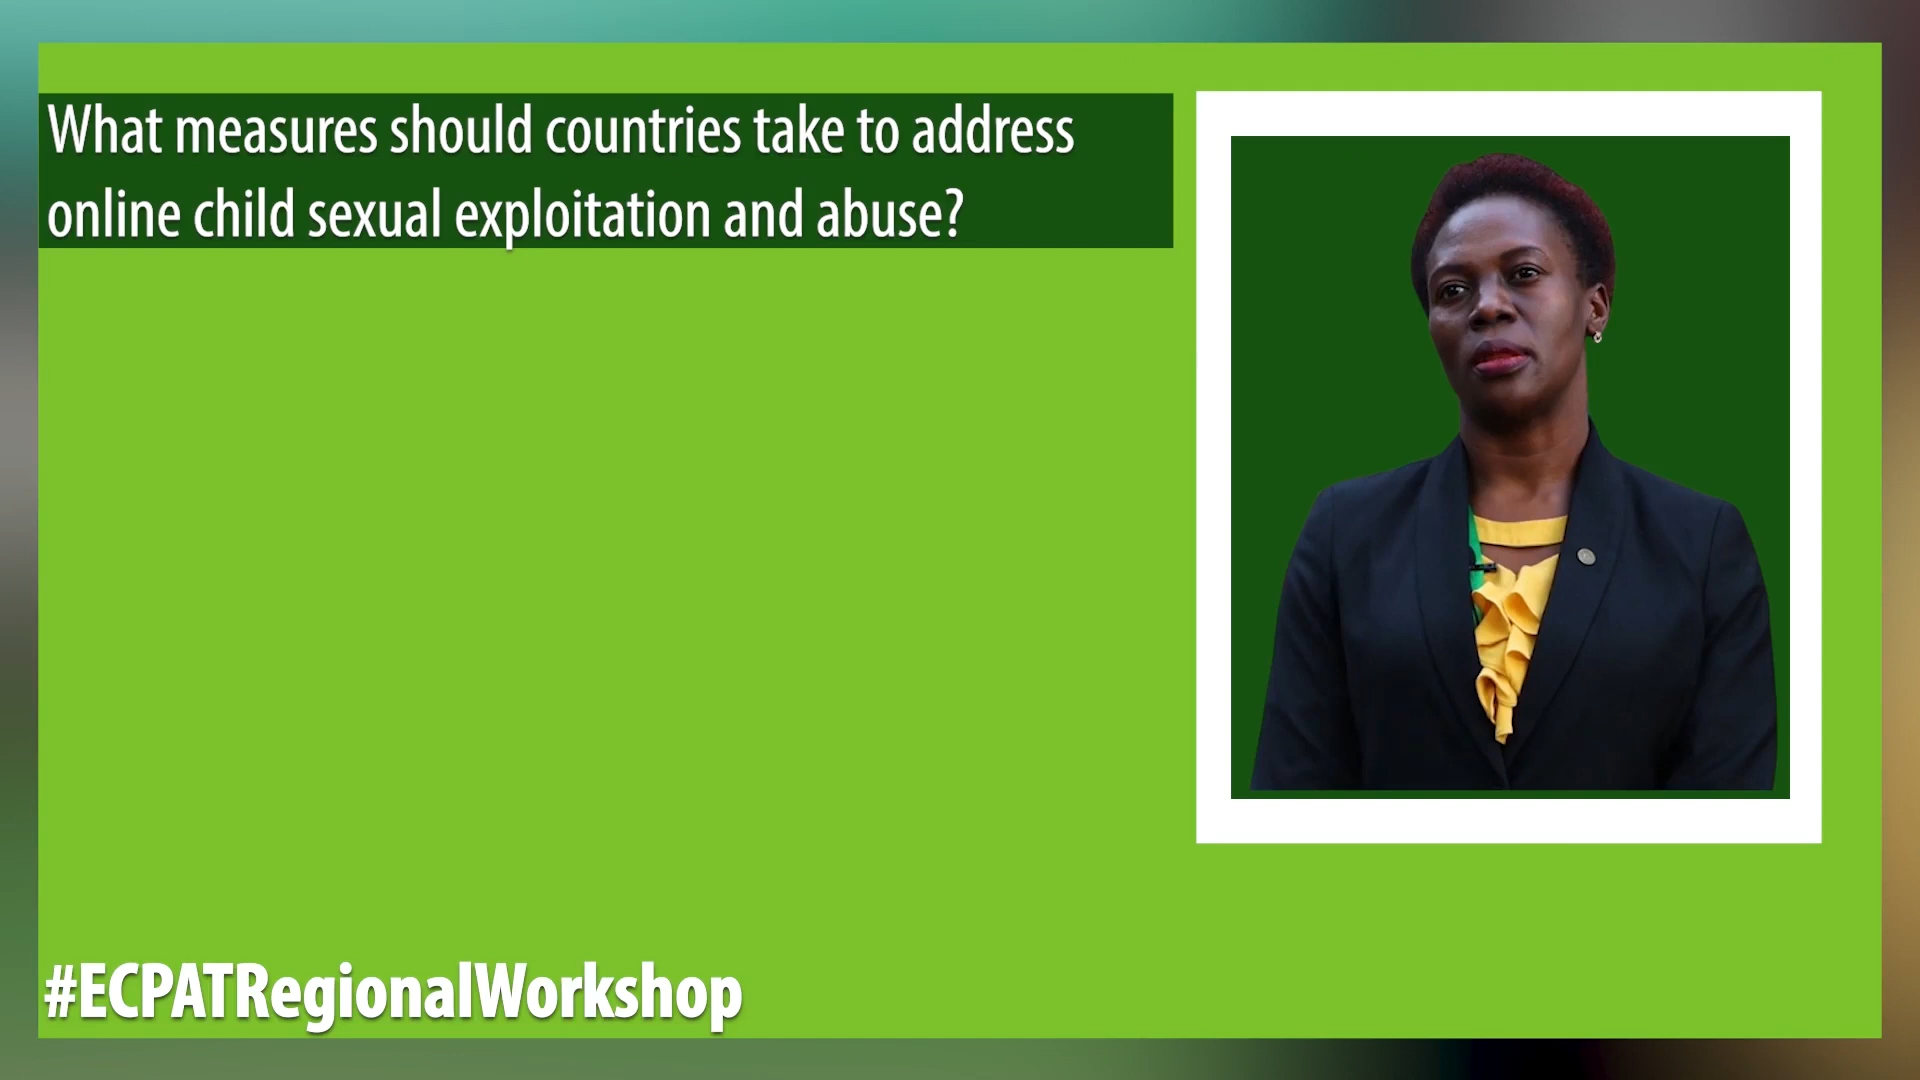 What measures should countries take to address
online child sexual exploitation and abuse?
#ECPATRegionalWorkshop